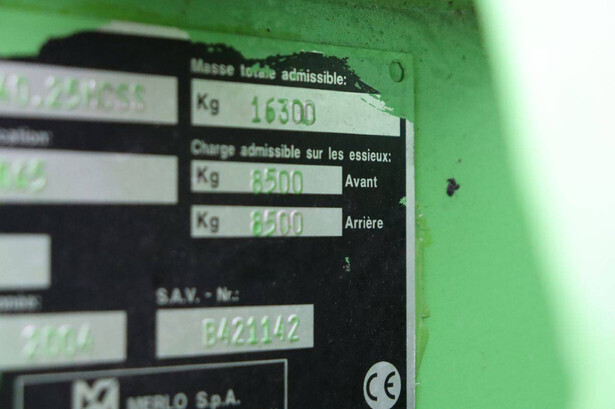 Masse totale admissible:
40.25MCSS
Kg 16300
Charge admissible sur les essieux:
Kg 8500 Avant
Kg 8500 Arrière
S.A.V. - Nr.:
2004
B421142
MERLO S.p.A.
CE